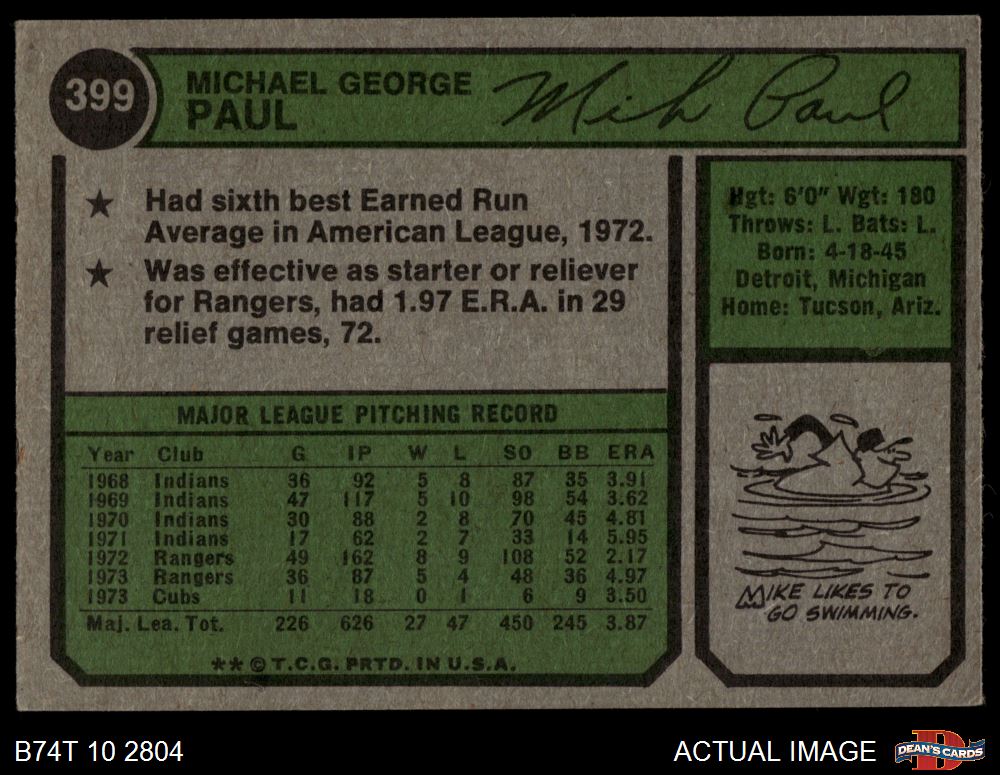 399
MICHAEL GEORGE
PAUL
Mike Paul
★ Had sixth best Earned Run
Average in American League, 1972.
★ Was effective as starter or reliever
for Rangers, had 1.97 E.R.A. in 29
relief games, 72.
Hgt: 6'0" Wgt: 180
Throws: L. Bats: L.
Born: 4-18-45
Detroit, Michigan
Home: Tucson, Ariz.
MAJOR LEAGUE PITCHING RECORD
Year Club G IP W L SO BB ERA
1968 Indians 36 92 5 8 87 35 3.91
1969 Indians 47 117 5 10 98 54 3.62
1970 Indians 30 88 2 8 70 45 4.81
1971 Indians 17 62 2 7 33 14 5.95
1972 Rangers 49 162 8 9 108 52 2.17
1973 Rangers 36 87 5 4 48 36 4.97
1973 Cubs 11 18 0 1 6 9 3.50
Maj. Lea. Tot. 226 626 27 47 450 245 3.87
** © T.C.G. PRTD. IN U.S.A.
MIKE LIKES TO
GO SWIMMING.
B74T 10 2804
ACTUAL IMAGE
DEAN'S CARDS